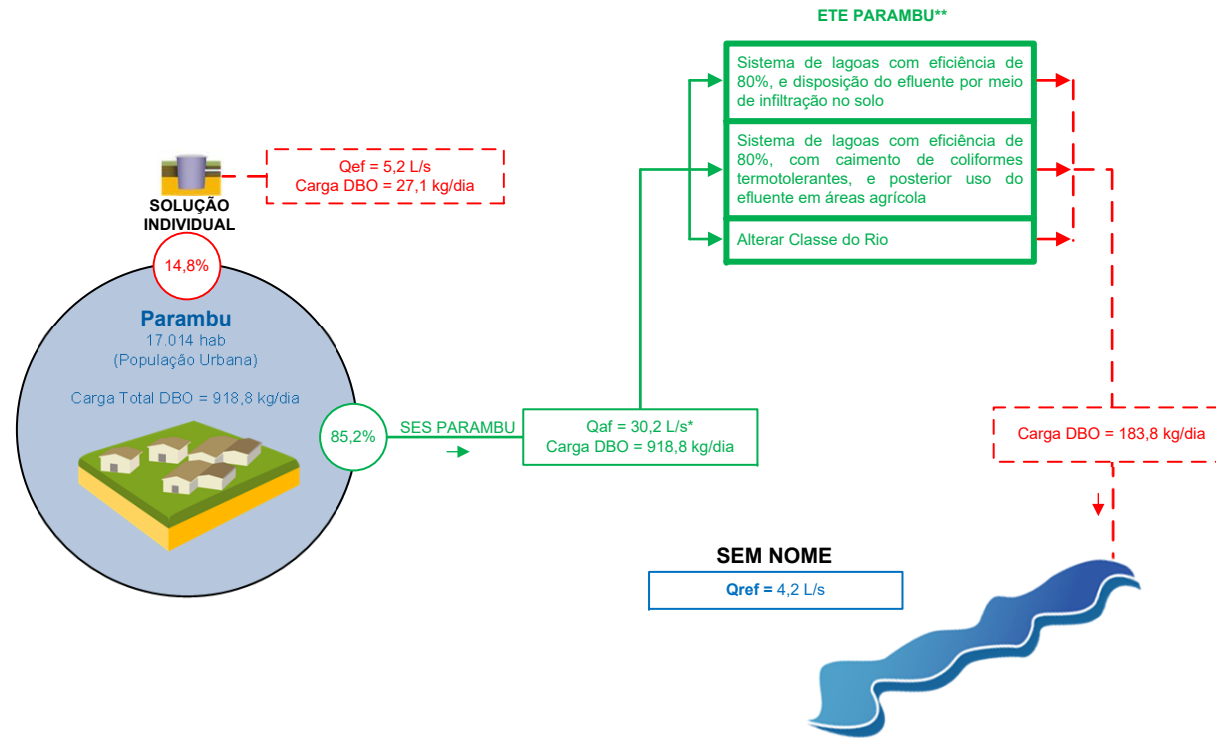 ETE PARAMBU**
Sistema de lagoas com eficiência de
80%, e disposição do efluente por meio
de infiltração no solo
Sistema de lagoas com eficiência de
80%, com caimento de coliformes
termotolerantes, e posterior uso do
efluente em áreas agrícola
Alterar Classe do Rio
Qef = 5,2 L/s
Carga DBO = 27,1 kg/dia
SOLUÇÃO
INDIVIDUAL
14,8%
Parambu
17.014 hab
(População Urbana)
Carga Total DBO = 918,8 kg/dia
85,2%
SES PARAMBU
Qaf = 30,2 L/s*
Carga DBO = 918,8 kg/dia
Carga DBO = 183,8 kg/dia
SEM NOME
Qref = 4,2 L/s